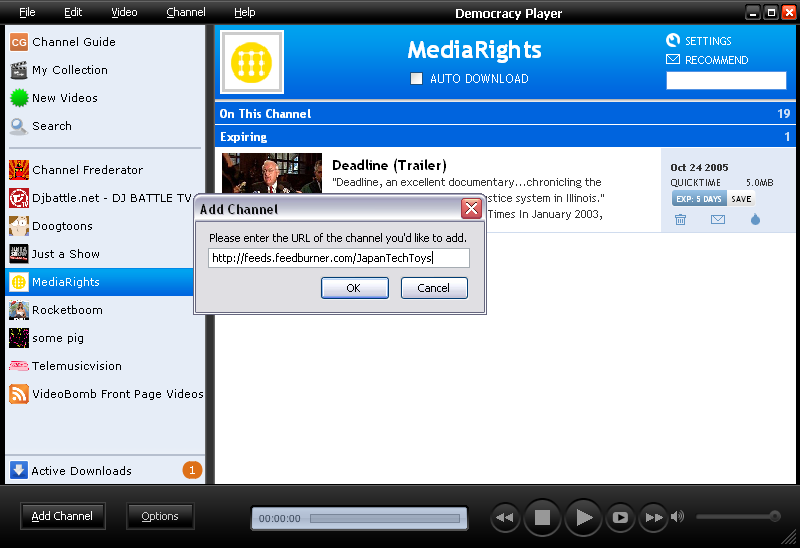 File Edit Video Channel Help Democracy Player
CG Channel Guide
My Collection
New Videos
Search
Channel Frederator
Djbattle.net - DJ BATTLE TV
Doogtoons
Just a Show
MediaRights
Rocketboom
some pig
Telemusicvision
VideoBomb Front Page Videos
Active Downloads 1
MediaRights
AUTO DOWNLOAD
SETTINGS
RECOMMEND
On This Channel 19
Expiring 1
Deadline (Trailer)
"Deadline, an excellent documentary...chronicling the
stice system in Illinois."
Times In January 2003,
Oct 24 2005
QUICKTIME 5.0MB
EXP: 5 DAYS SAVE
Add Channel
Please enter the URL of the channel you'd like to add.
http://feeds.feedburner.com/JapanTechToys
OK Cancel
Add Channel Options 00:00:00